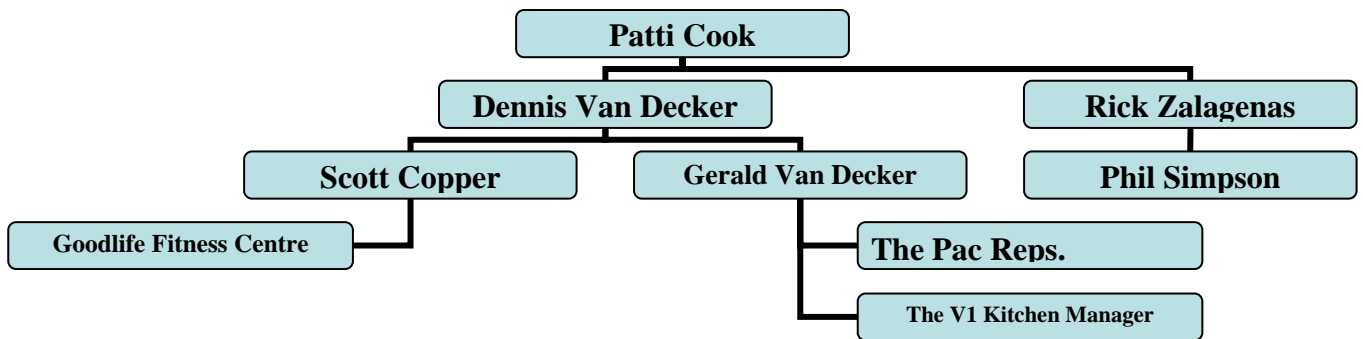 Patti Cook
Dennis Van Decker
Rick Zalagenas
Scott Copper
Gerald Van Decker
Phil Simpson
Goodlife Fitness Centre
The Pac Reps.
The V1 Kitchen Manager